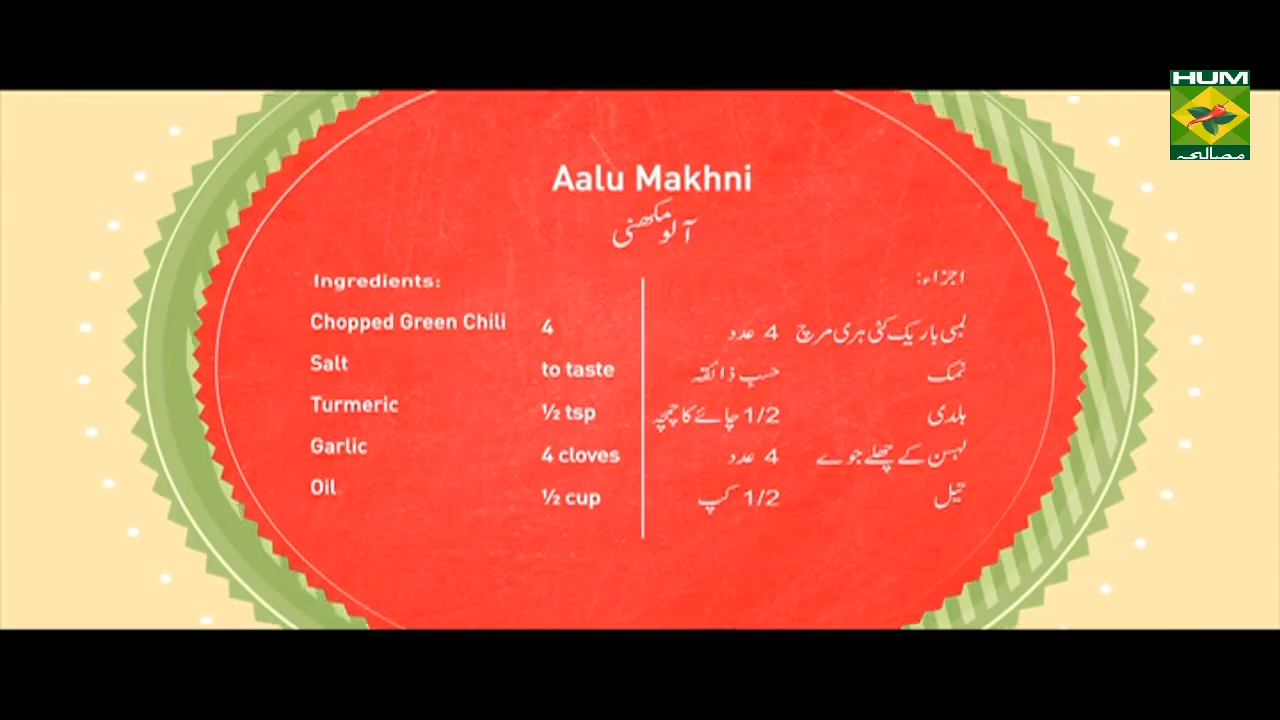 HUM
مصالحہ
Aalu Makhni
آلو مکھنی
Ingredients:
Chopped Green Chili 4
Salt to taste
Turmeric ½ tsp
Garlic 4 cloves
Oil ½ cup
اجزاء:
لمبی باریک کٹی ہری مرچ 4 عدد
نمک حسبِ ذائقہ
ہلدی 1/2 چائے کا چمچہ
لہسن کے چھلے جوے 4 عدد
تیل 1/2 کپ